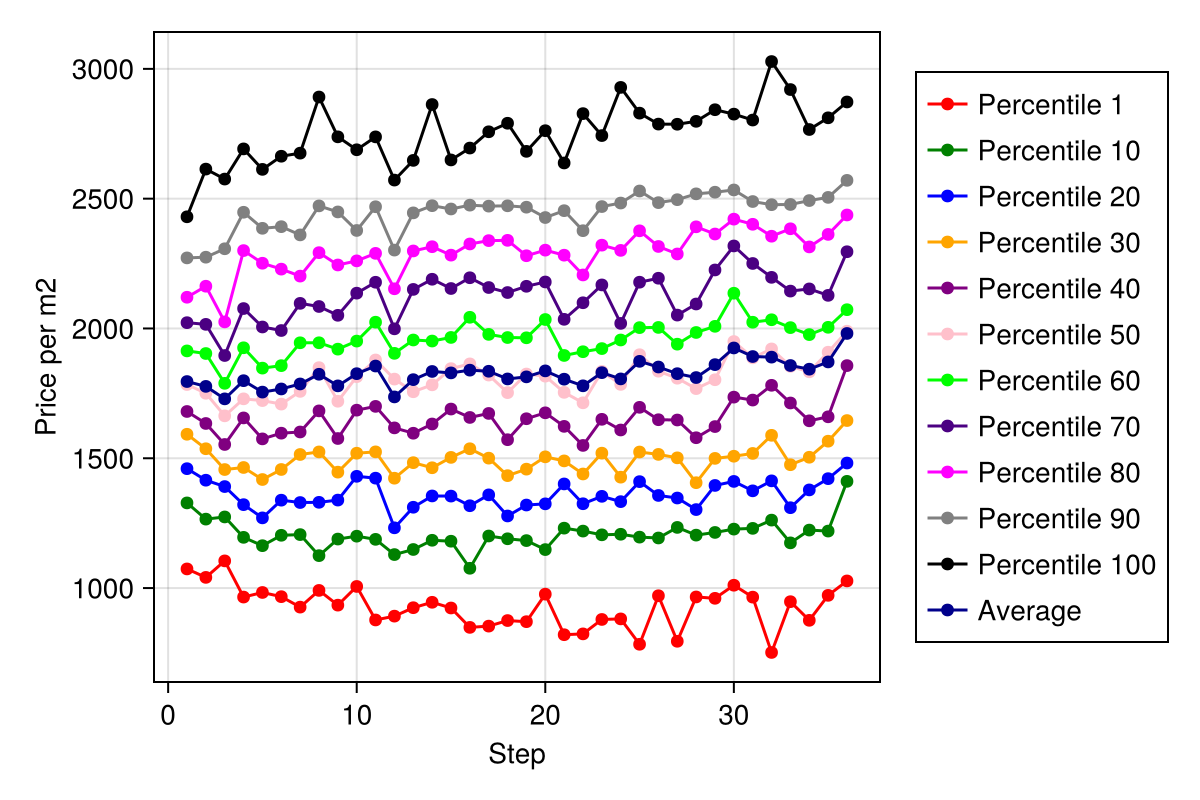 Price per m2
3000
2500
2000
1500
1000
0
10
20
30
Step
Percentile 1
Percentile 10
Percentile 20
Percentile 30
Percentile 40
Percentile 50
Percentile 60
Percentile 70
Percentile 80
Percentile 90
Percentile 100
Average